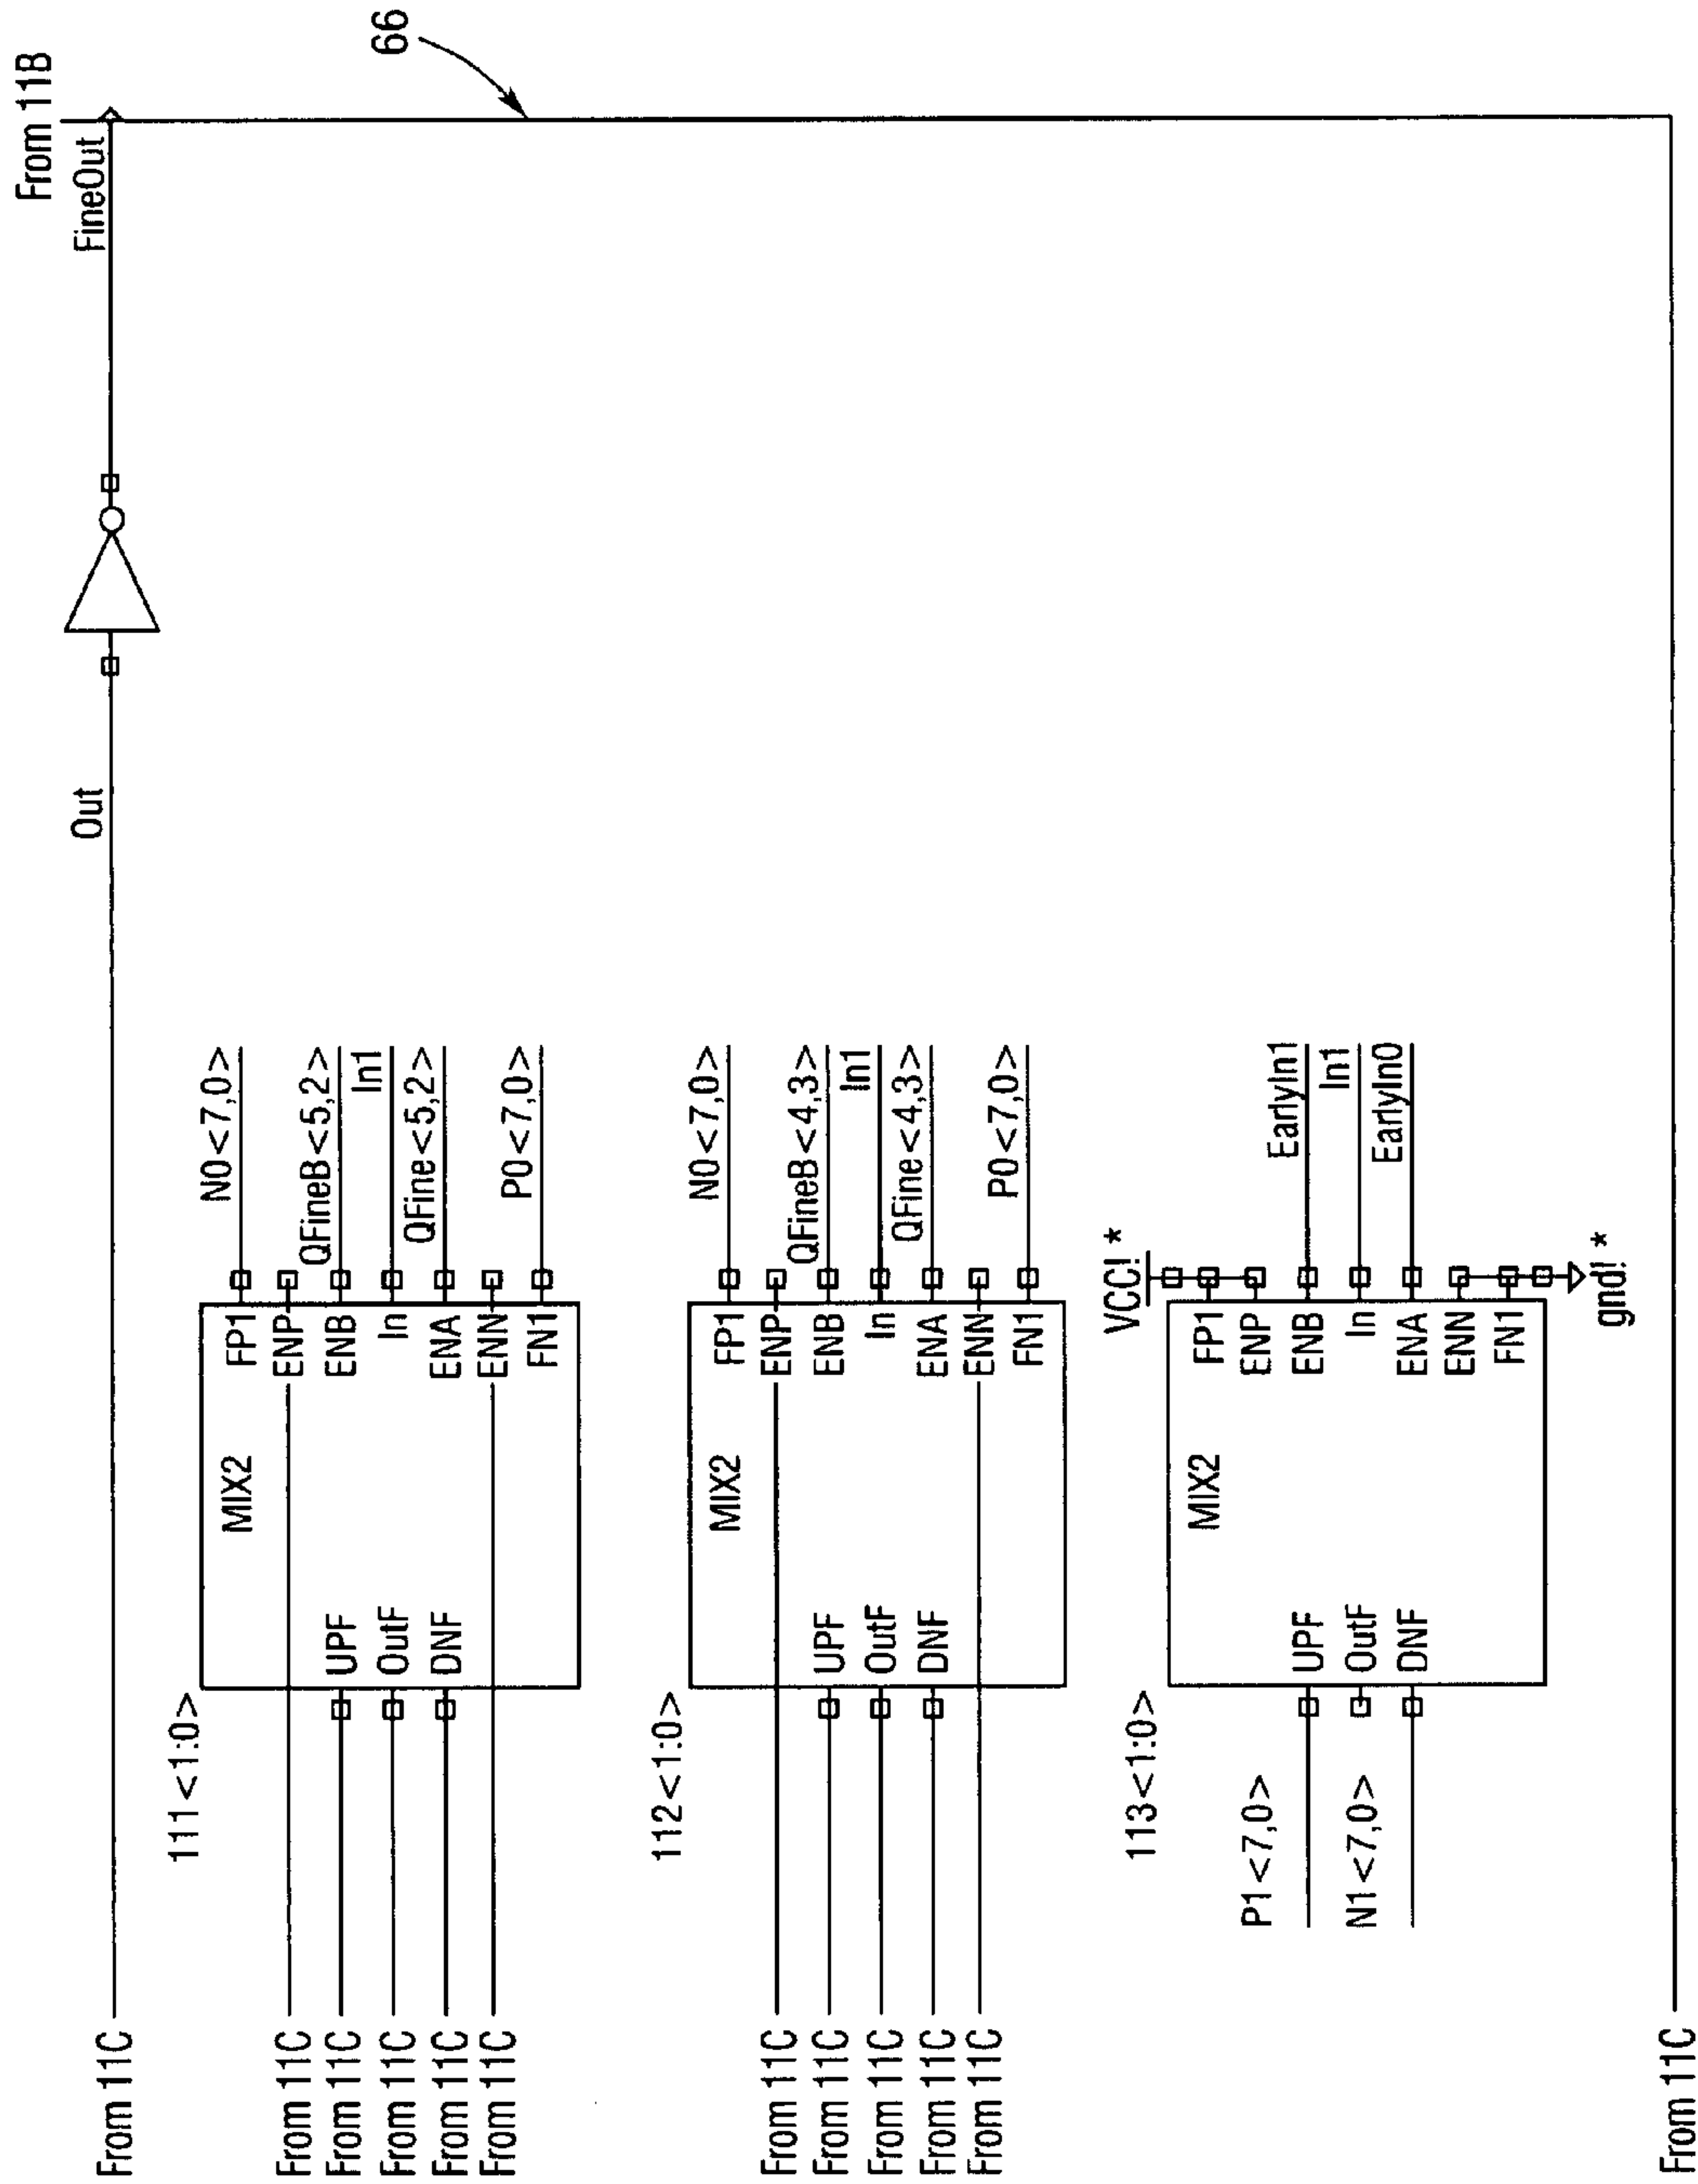 From 11B
66
From 11C
Out
FineOut
111<1:0>
MIX2
FP1
ENP
ENB
In
ENA
ENN
FN1
UPF
OutF
DNF
N0<7,0>
QFineB<5,2>
In1
QFine<5,2>
P0<7,0>
From 11C
From 11C
From 11C
From 11C
From 11C
112<1:0>
MIX2
FP1
ENP
ENB
In
ENA
ENN
FN1
UPF
OutF
DNF
N0<7,0>
QFineB<4,3>
In1
QFine<4,3>
P0<7,0>
From 11C
From 11C
From 11C
From 11C
From 11C
113<1:0>
MIX2
FP1
ENP
ENB
In
ENA
ENN
FN1
UPF
OutF
DNF
VCC! *
EarlyIn1
In1
EarlyIn0
gnd! *
P1<7,0>
N1<7,0>
From 11C